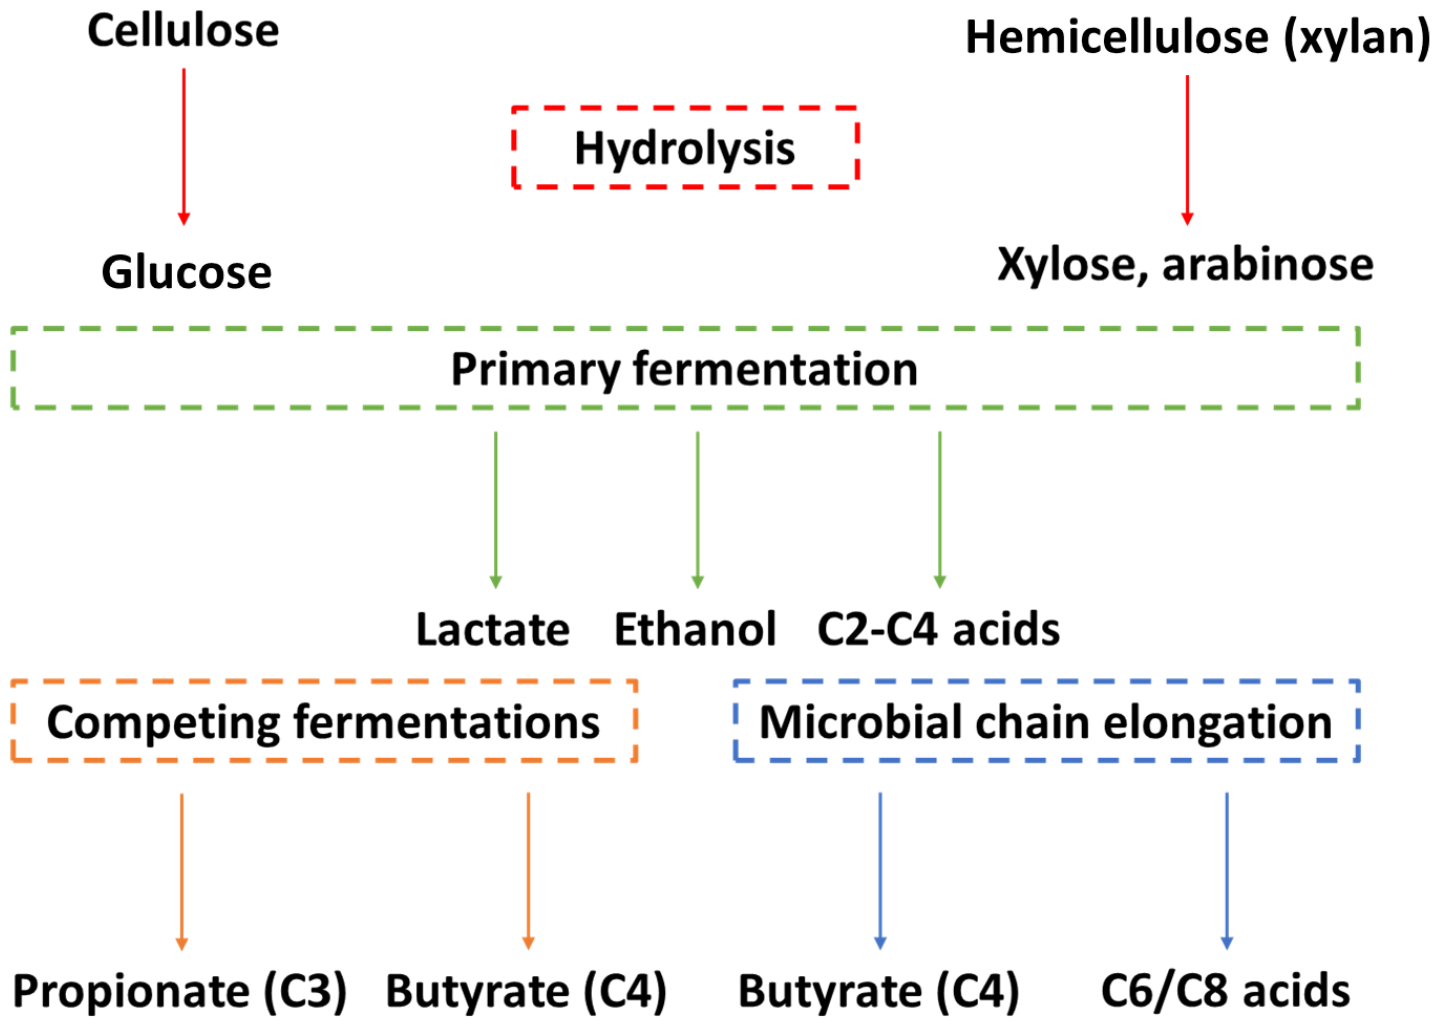 Cellulose
Hemicellulose (xylan)
Hydrolysis
Glucose
Xylose, arabinose
Primary fermentation
Lactate
Ethanol
C2-C4 acids
Competing fermentations
Microbial chain elongation
Propionate (C3)
Butyrate (C4)
Butyrate (C4)
C6/C8 acids